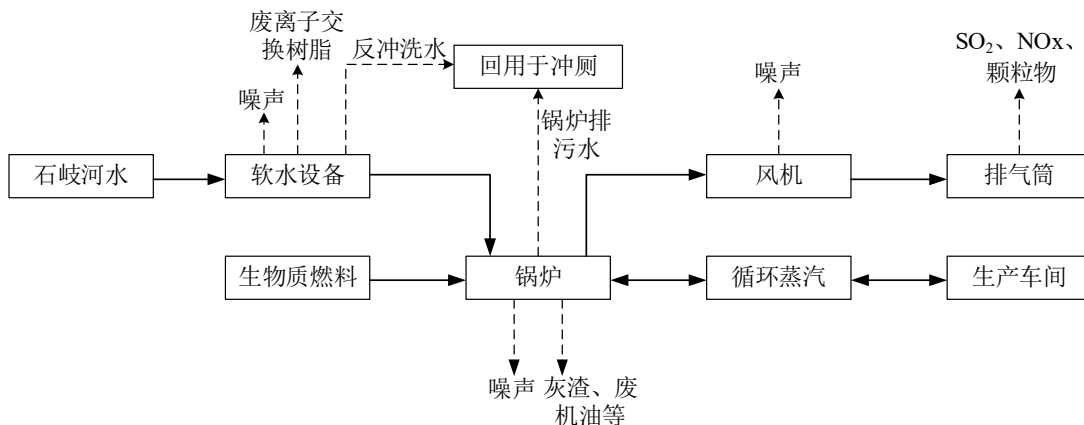 废离子交
换树脂
反冲洗水
回用于冲厕
噪声
锅炉排
污水
噪声
SO₂、NOx、
颗粒物
石岐河水
软水设备
风机
排气筒
生物质燃料
锅炉
循环蒸汽
生产车间
噪声
灰渣、废
机油等